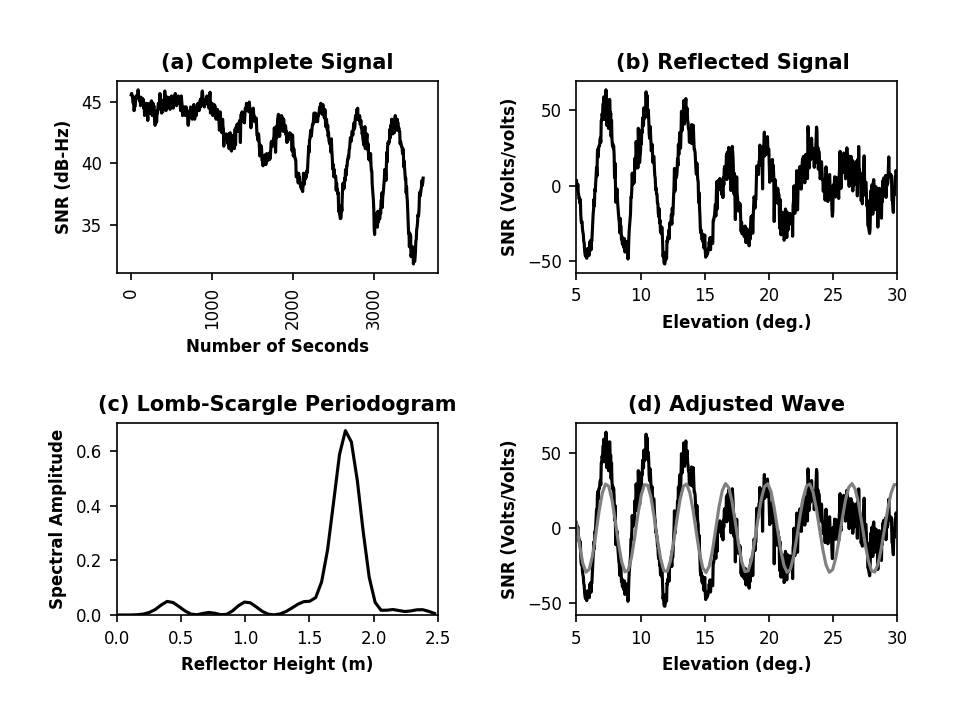 (a) Complete Signal
SNR (dB-Hz)
45
40
35
0
1000
2000
3000
Number of Seconds
(b) Reflected Signal
SNR (Volts/volts)
50
0
−50
5 10 15 20 25 30
Elevation (deg.)
(c) Lomb-Scargle Periodogram
Spectral Amplitude
0.6
0.4
0.2
0.0
0.0 0.5 1.0 1.5 2.0 2.5
Reflector Height (m)
(d) Adjusted Wave
SNR (Volts/Volts)
50
0
−50
5 10 15 20 25 30
Elevation (deg.)